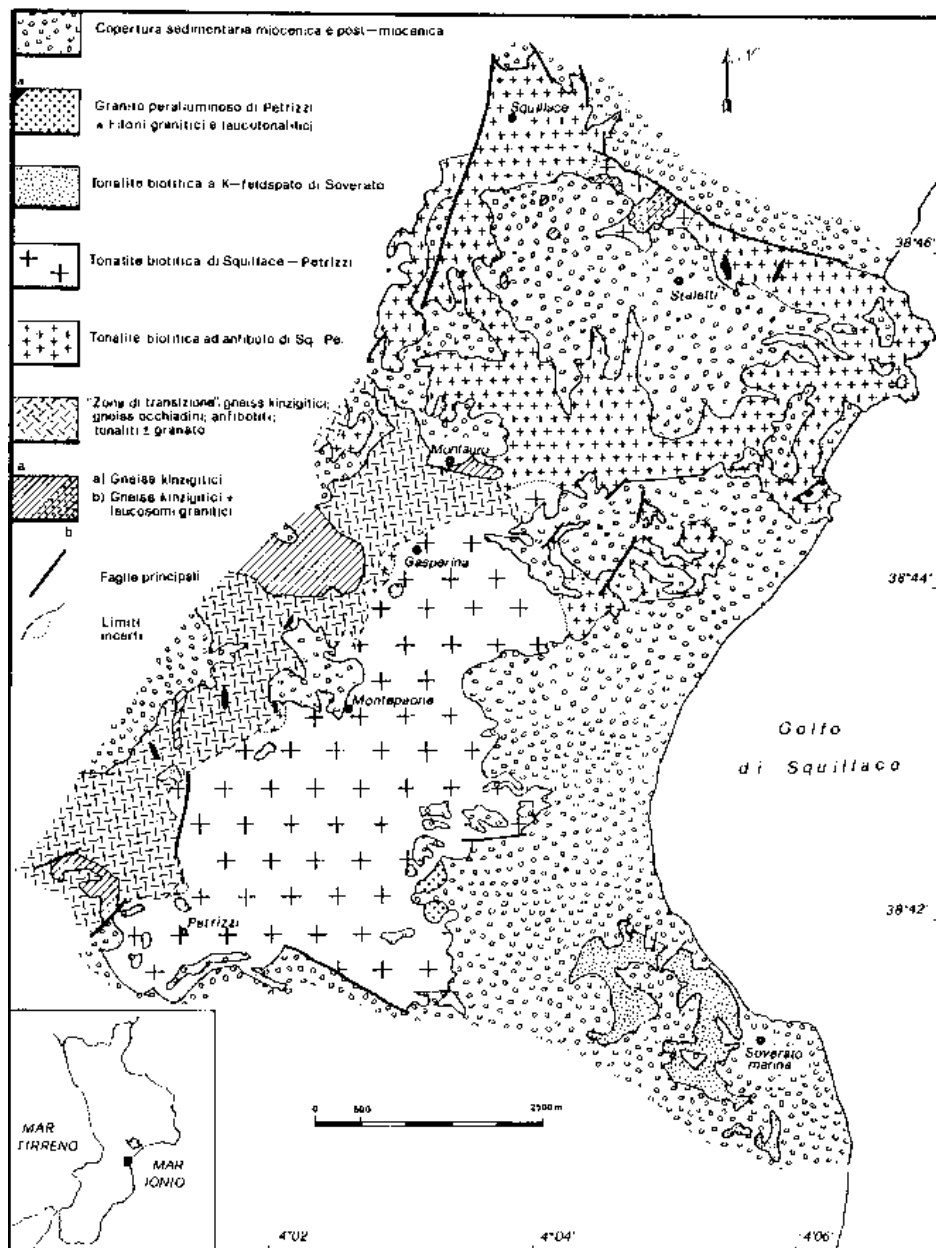 Copertura sedimentaria miocenica e post-miocenica
a
Granito peralluminoso di Petrizzi
a Filoni granitici e leucotonalitici
Tonalite biotitica a K-feldspato di Soverato
Tonalite biotitica di Squillace-Petrizzi
Tonalite biotitica ad anfibolo di Sq. Pe.
"Zona di transizione" gneiss kinzigitici;
gneiss occhiadini; anfiboliti;
tonaliti ± granato
a
a) Gneiss kinzigitici
b) Gneiss kinzigitici +
leucosomi granitici
b
Faglie principali
Limiti
incerti
Squillace
38°46'
Staletti
Montauro
Gasperina
38°44'
Montepaone
Golfo
di Squillaco
38°42'
Petrizzi
Soverato
marina
0 500 2500m
MAR
TIRRENO
MAR
IONIO
4°02
4°04'
4°06'